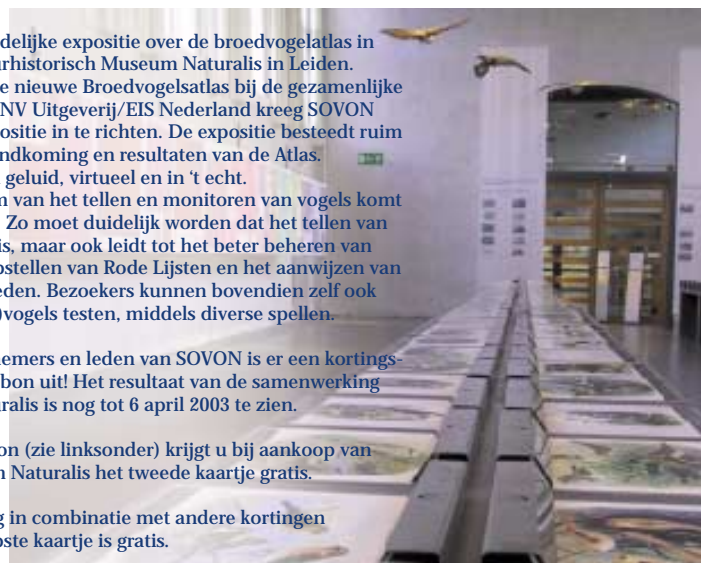 delijke expositie over de broedvogelatlas in
rhistorisch Museum Naturalis in Leiden.
e nieuwe Broedvogelsatlas bij de gezamenlijke
NV Uitgeverij/EIS Nederland kreeg SOVON
ositie in te richten. De expositie besteedt ruim
ndkoming en resultaten van de Atlas.
geluid, virtueel en in ‘t echt.
n van het tellen en monitoren van vogels komt
. Zo moet duidelijk worden dat het tellen van
is, maar ook leidt tot het beter beheren van
pstellen van Rode Lijsten en het aanwijzen van
eden. Bezoekers kunnen bovendien zelf ook
)vogels testen, middels diverse spellen.
nemers en leden van SOVON is er een kortings-
bon uit! Het resultaat van de samenwerking
uralis is nog tot 6 april 2003 te zien.
on (zie linksonder) krijgt u bij aankoop van
n Naturalis het tweede kaartje gratis.
g in combinatie met andere kortingen
pste kaartje is gratis.